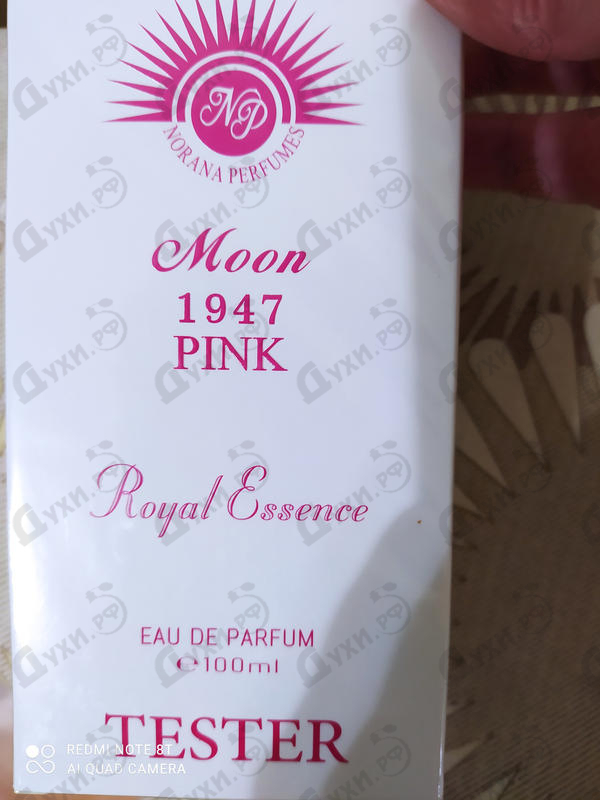 NP
NORANA PERFUMES
Moon
1947
PINK
Royal Essence
EAU DE PARFUM
℮100ml
TESTER
REDMI NOTE 8T
AI QUAD CAMERA
Духи.рф